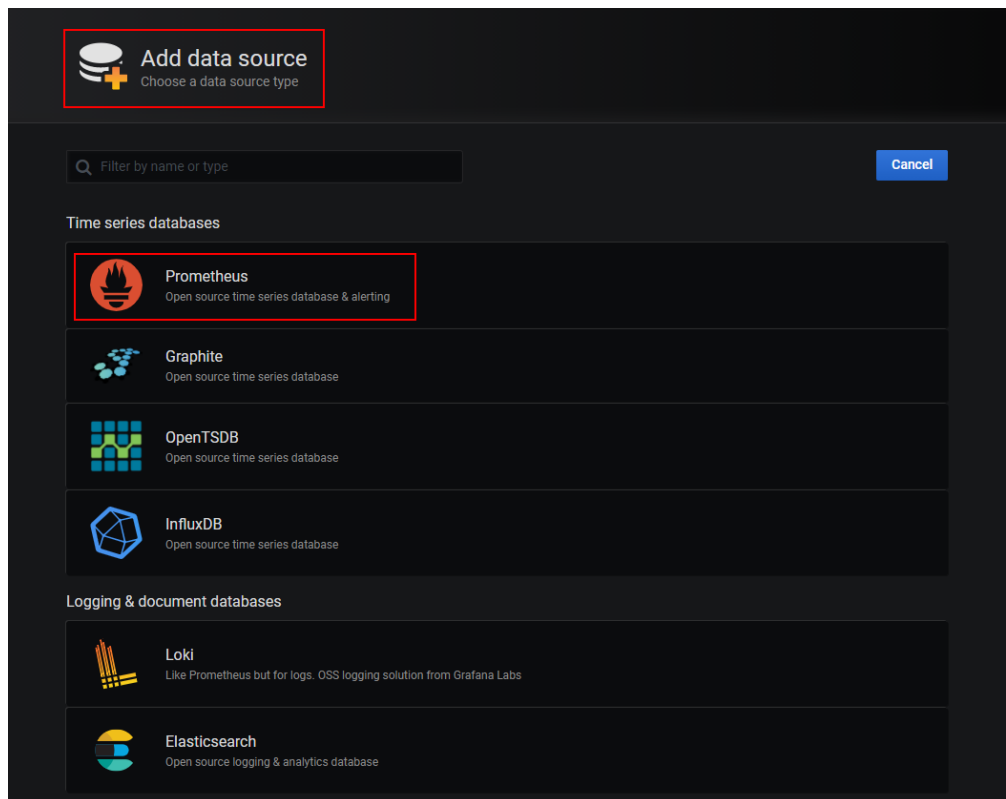 Add data source
Choose a data source type
Filter by name or type
Cancel
Time series databases
Prometheus
Open source time series database & alerting
Graphite
Open source time series database
OpenTSDB
Open source time series database
InfluxDB
Open source time series database
Logging & document databases
Loki
Like Prometheus but for logs. OSS logging solution from Grafana Labs
Elasticsearch
Open source logging & analytics database